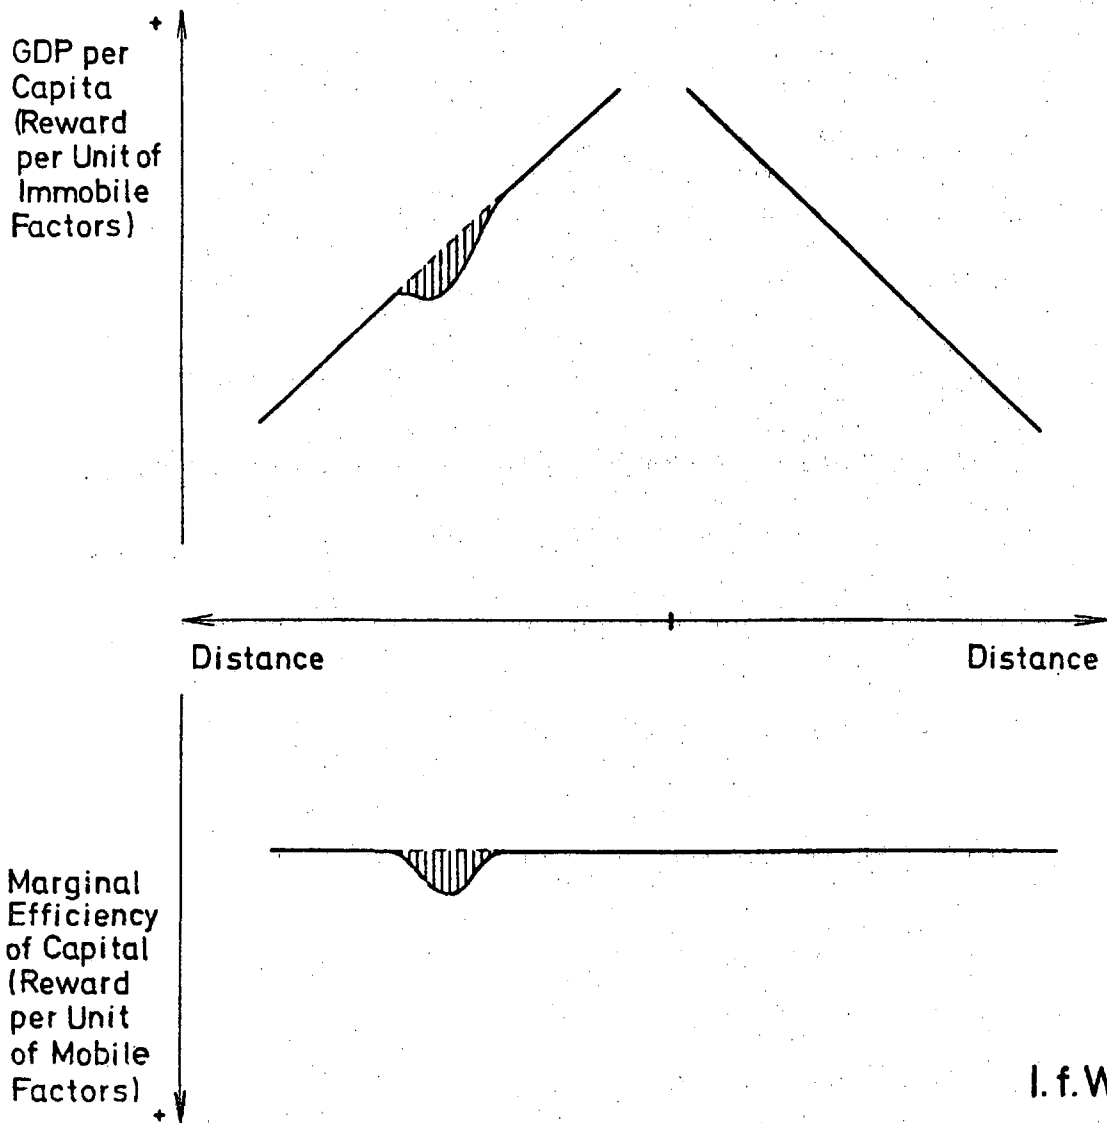 +
GDP per
Capita
(Reward
per Unit of
Immobile
Factors)
Distance
Distance
Marginal
Efficiency
of Capital
(Reward
per Unit
of Mobile
Factors)
+
I. f. W